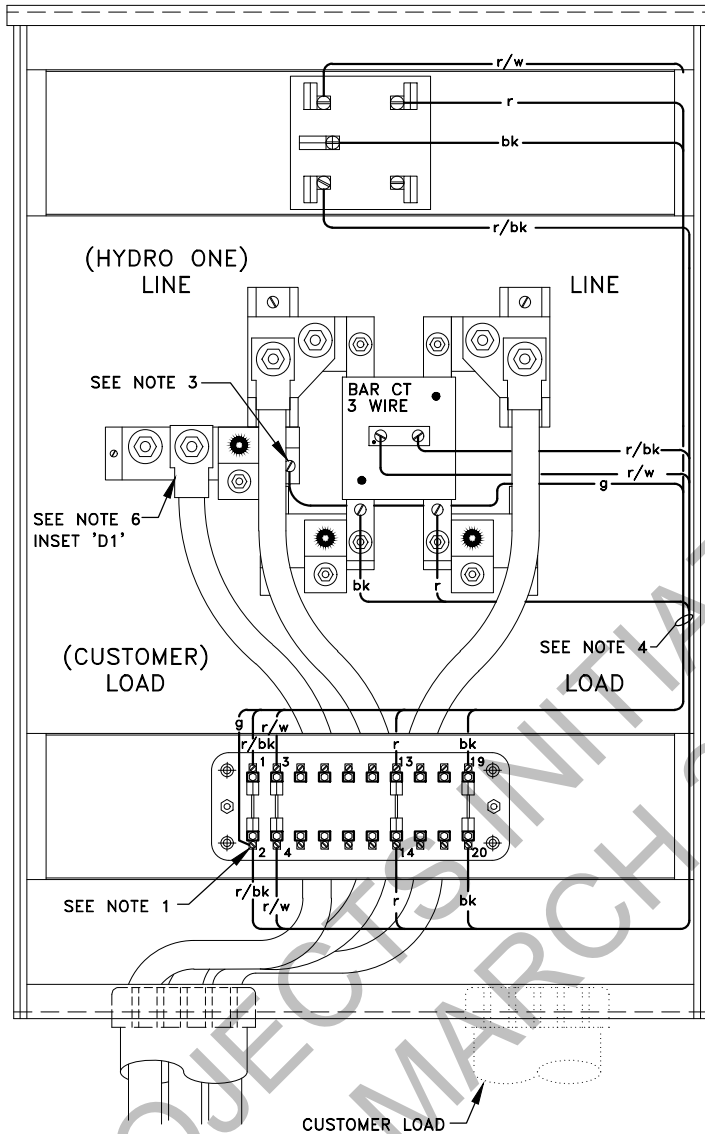 r/w
r
bk
r/bk
(HYDRO ONE)
LINE
LINE
SEE NOTE 3
BAR CT
3 WIRE
r/bk
r/w
g
SEE NOTE 6
INSET 'D1'
bk
r
SEE NOTE 4
(CUSTOMER)
LOAD
LOAD
g
r/w
r/bk
r
bk
1
3
13
19
2
4
14
20
r/bk
r/w
r
bk
SEE NOTE 1
CUSTOMER LOAD